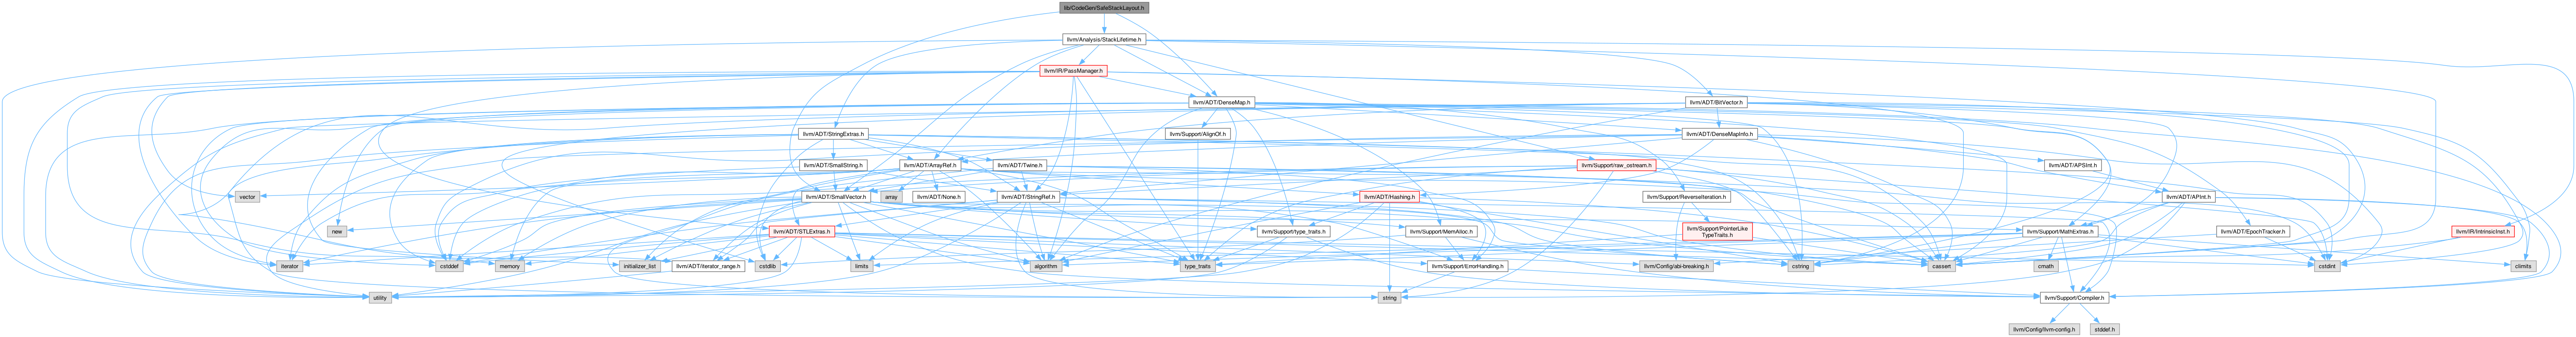 lib/CodeGen/SafeStackLayout.h
llvm/Analysis/StackLifetime.h
llvm/IR/PassManager.h
llvm/ADT/DenseMap.h
llvm/ADT/BitVector.h
llvm/ADT/StringExtras.h
llvm/Support/AlignOf.h
llvm/ADT/DenseMapInfo.h
llvm/ADT/SmallString.h
llvm/ADT/ArrayRef.h
llvm/ADT/Twine.h
llvm/Support/raw_ostream.h
llvm/ADT/APSInt.h
vector
llvm/ADT/SmallVector.h
array
llvm/ADT/None.h
llvm/ADT/StringRef.h
llvm/ADT/Hashing.h
llvm/Support/ReverseIteration.h
llvm/ADT/APInt.h
new
llvm/ADT/STLExtras.h
llvm/Support/type_traits.h
llvm/Support/MemAlloc.h
llvm/Support/PointerLike
TypeTraits.h
llvm/Support/MathExtras.h
llvm/ADT/EpochTracker.h
llvm/IR/IntrinsicInst.h
iterator
cstddef
memory
initializer_list
llvm/ADT/iterator_range.h
cstdlib
limits
algorithm
type_traits
llvm/Support/ErrorHandling.h
llvm/Config/abi-breaking.h
cstring
cassert
cmath
cstdint
climits
utility
string
llvm/Support/Compiler.h
llvm/Config/llvm-config.h
stddef.h